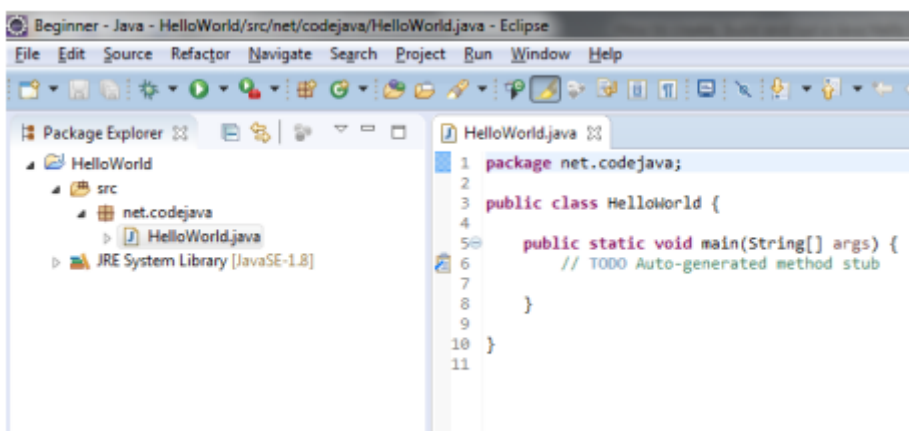 Beginner - Java - HelloWorld/src/net/codejava/HelloWorld.java - Eclipse
File Edit Source Refactor Navigate Search Project Run Window Help
Package Explorer
HelloWorld
src
net.codejava
HelloWorld.java
JRE System Library [JavaSE-1.8]
HelloWorld.java
1 package net.codejava;
2
3 public class HelloWorld {
4
5 public static void main(String[] args) {
6 // TODO Auto-generated method stub
7
8 }
9
10 }
11